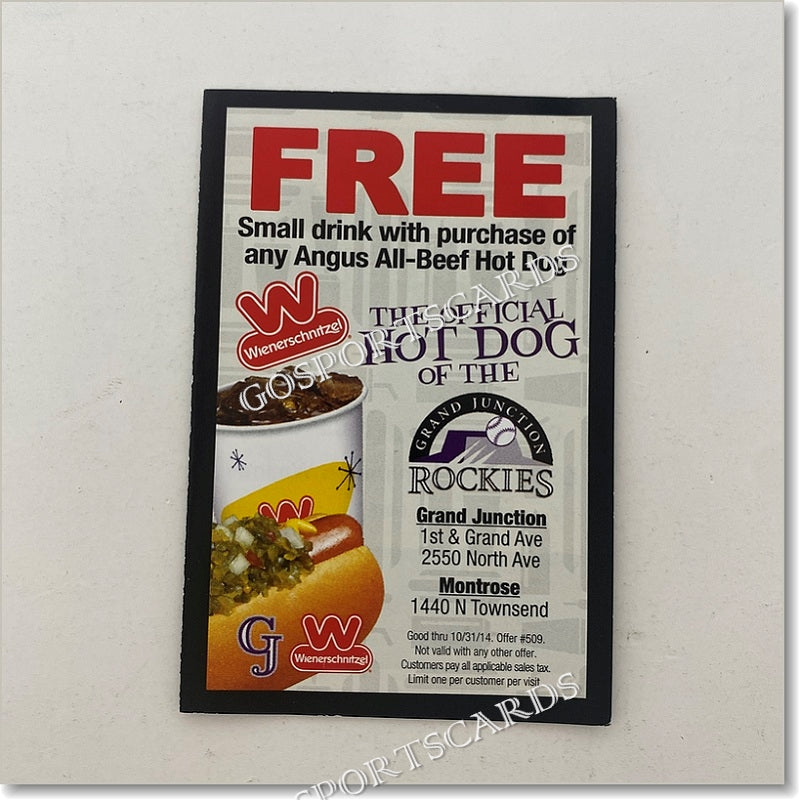 FREE
Small drink with purchase of
any Angus All-Beef Hot Dog
W
Wienerschnitzel
THE OFFICIAL
HOT DOG
OF THE
GOSPORTSCARDS
GRAND JUNCTION
ROCKIES
W
Grand Junction
1st & Grand Ave
2550 North Ave
Montrose
1440 N Townsend
GJ
W
Wienerschnitzel
Good thru 10/31/14. Offer #509.
Not valid with any other offer.
Customers pay all applicable sales tax.
Limit one per customer per visit
SPORTSCARDS